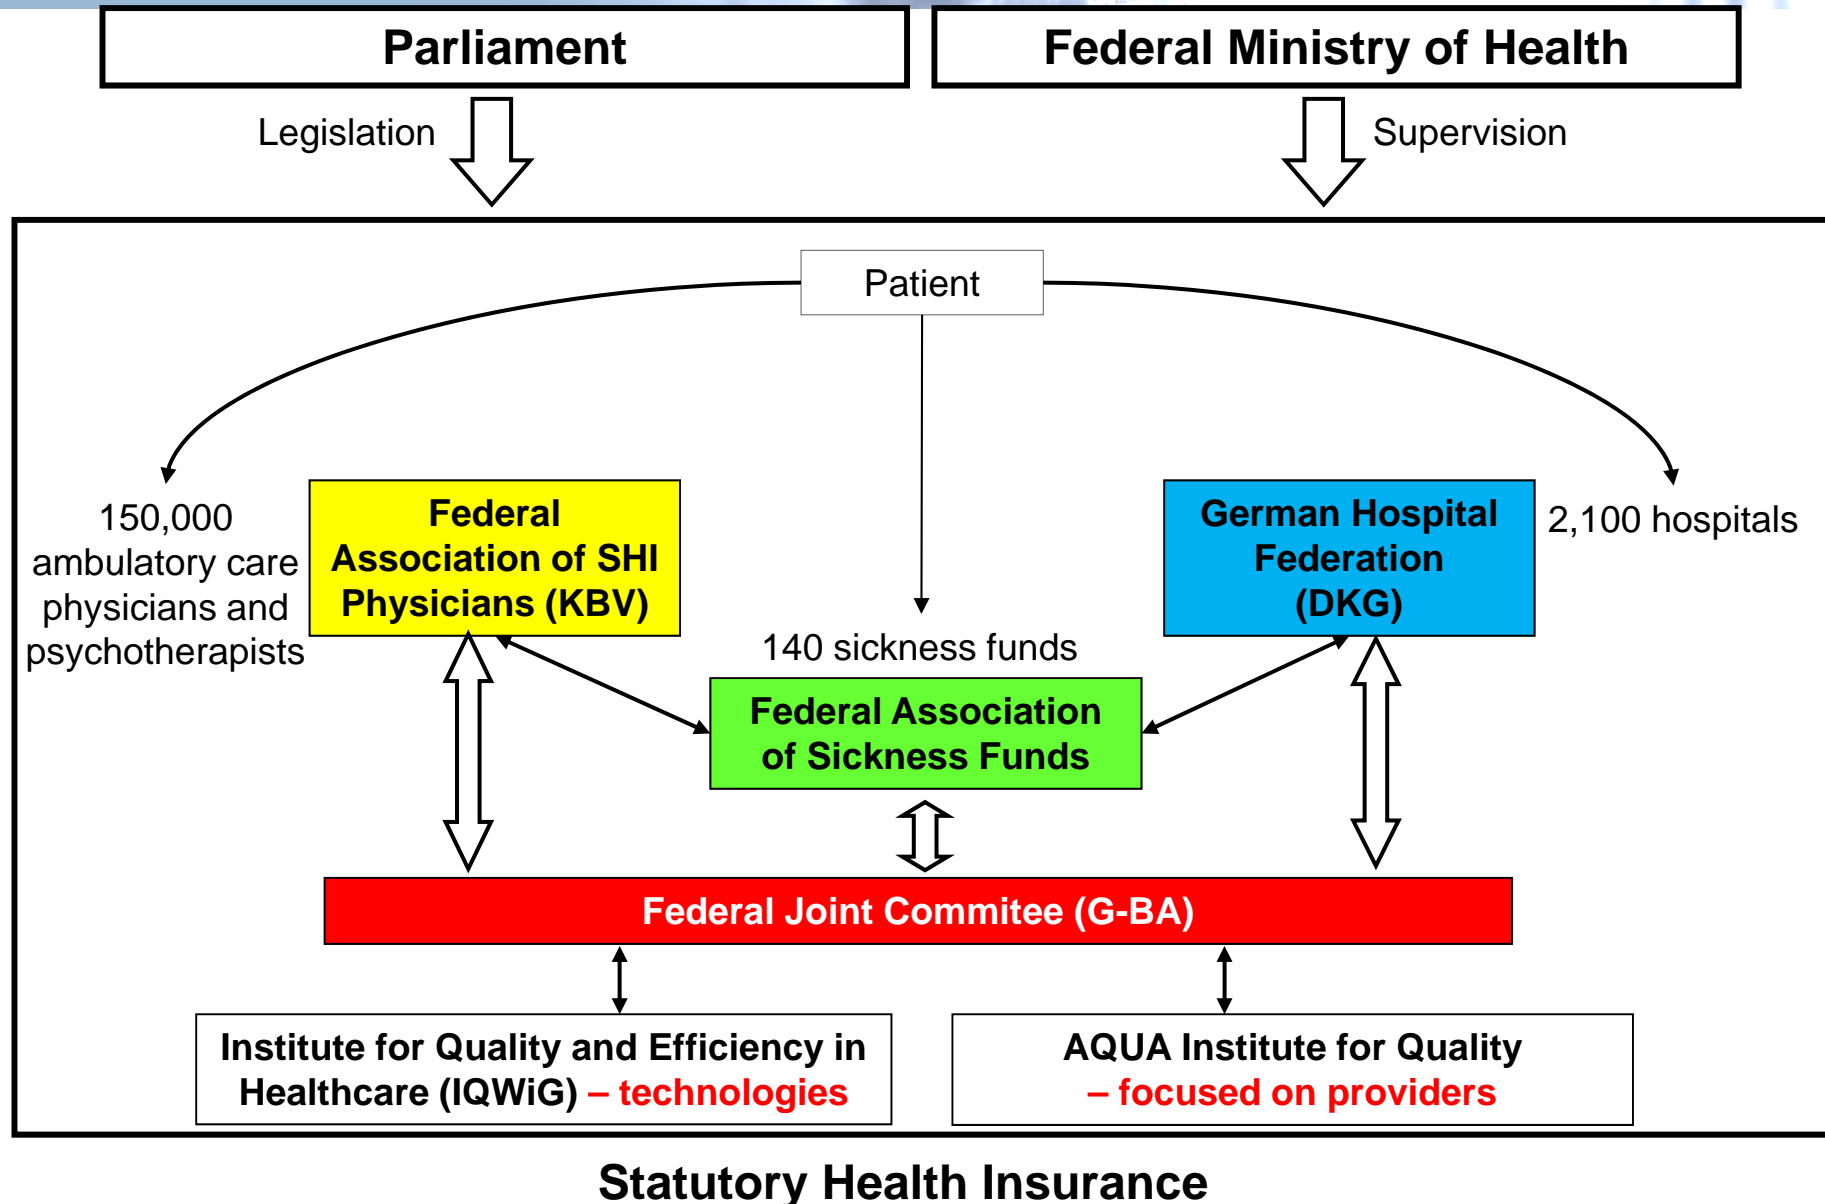 Parliament
Federal Ministry of Health
Legislation
Supervision
Patient
150,000
ambulatory care
physicians and
psychotherapists
Federal
Association of SHI
Physicians (KBV)
German Hospital
Federation
(DKG)
2,100 hospitals
140 sickness funds
Federal Association
of Sickness Funds
Federal Joint Commitee (G-BA)
Institute for Quality and Efficiency in
Healthcare (IQWiG) – technologies
AQUA Institute for Quality
– focused on providers
Statutory Health Insurance